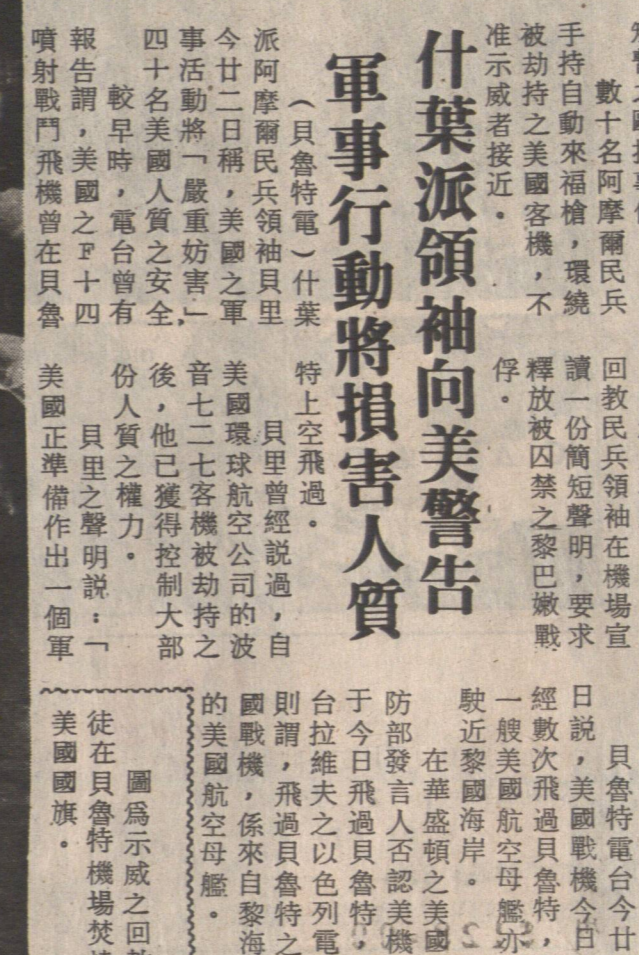 數十名阿摩爾民兵
手持自動來福槍，環繞
被劫持之美國客機，不
准示威者接近。
回教民兵領袖在機場宣
讀一份簡短聲明，要求
釋放被囚禁之黎巴嫩戰
俘。
什葉派領袖向美警告
軍事行動將損害人質
（貝魯特電）什葉
派阿摩爾民兵領袖貝里
今廿二日稱，美國之軍
事活動將「嚴重妨害」，
四十名美國人質之安全
較早時，電台曾有
報告謂，美國之F十四
噴射戰鬥飛機曾在貝魯
特上空飛過。
貝里曾經説過，自
美國環球航空公司的波
音七二七客機被劫持之
後，他已獲得控制大部
份人質之權力。
貝里之聲明説：「
美國正準備作出一個軍
貝魯特電台今廿
日説，美國戰機今日
經數次飛過貝魯特，
一艘美國航空母艦亦
駛近黎國海岸。
在華盛頓之美國
防部發言人否認美機
于今日飛過貝魯特，
台拉維夫之以色列電
則謂，飛過貝魯特之
國戰機，係來自黎海
的美國航空母艦。
圖爲示威之回教
徒在貝魯特機場焚
美國國旗。